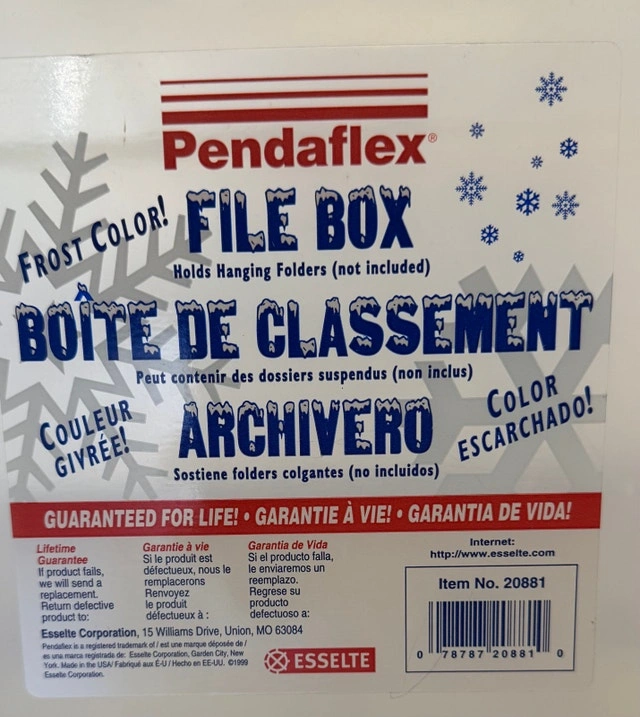 Pendaflex®
FROST COLOR!
FILE BOX
Holds Hanging Folders (not included)
BOÎTE DE CLASSEMENT
Peut contenir des dossiers suspendus (non inclus)
COULEUR
GIVRÉE!
ARCHIVERO
COLOR
ESCARCHADO!
Sostiene folders colgantes (no incluidos)
GUARANTEED FOR LIFE! • GARANTIE À VIE! • GARANTIA DE VIDA!
Lifetime
Guarantee
If product fails,
we will send a
replacement.
Return defective
product to:
Garantie à vie
Si le produit est
défectueux, nous le
remplacerons
Renvoyez
le produit
défectueux à :
Garantia de Vida
Si el producto falla,
le enviaremos un
reemplazo.
Regrese su
producto
defectuoso a:
Esselte Corporation, 15 Williams Drive, Union, MO 63084
Pendaflex is a registered trademark of / est une marque déposée de /
es una marca registrada de: Esselte Corporation, Garden City, New
York. Made in the USA/ Fabriqué aux É-U / Hecho en EE-UU. ©1999
Esselte Corporation.
ESSELTE
Internet:
http://www.esselte.com
Item No. 20881
0 78787 20881 0